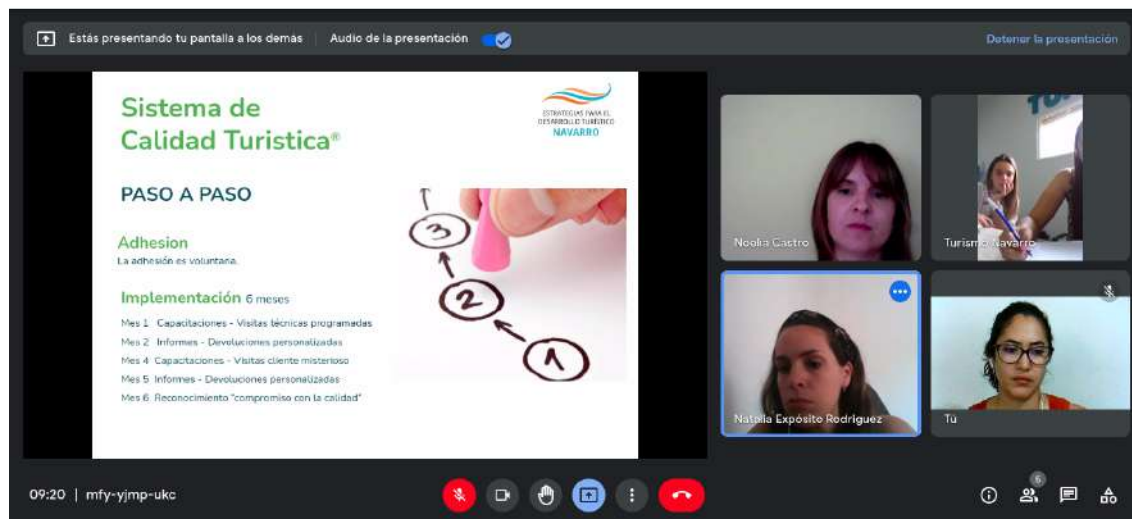 Estás presentando tu pantalla a los demás
Audio de la presentación
Detener la presentación
Sistema de
Calidad Turistica®
ESTRATEGIAS PARA EL
DESARROLLO TURÍSTICO
NAVARRO
PASO A PASO
Adhesion
La adhesión es voluntaria.
Implementación 6 meses
Mes 1 Capacitaciones - Visitas técnicas programadas
Mes 2 Informes - Devoluciones personalizadas
Mes 4 Capacitaciones - Visitas cliente misterioso
Mes 5 Informes - Devoluciones personalizadas
Mes 6 Reconocimiento "compromiso con la calidad"
3
2
1
Noelia Castro
Turismo Navarro
Natalia Expósito Rodriguez
Tú
09:20 | mfy-yjmp-ukc
6